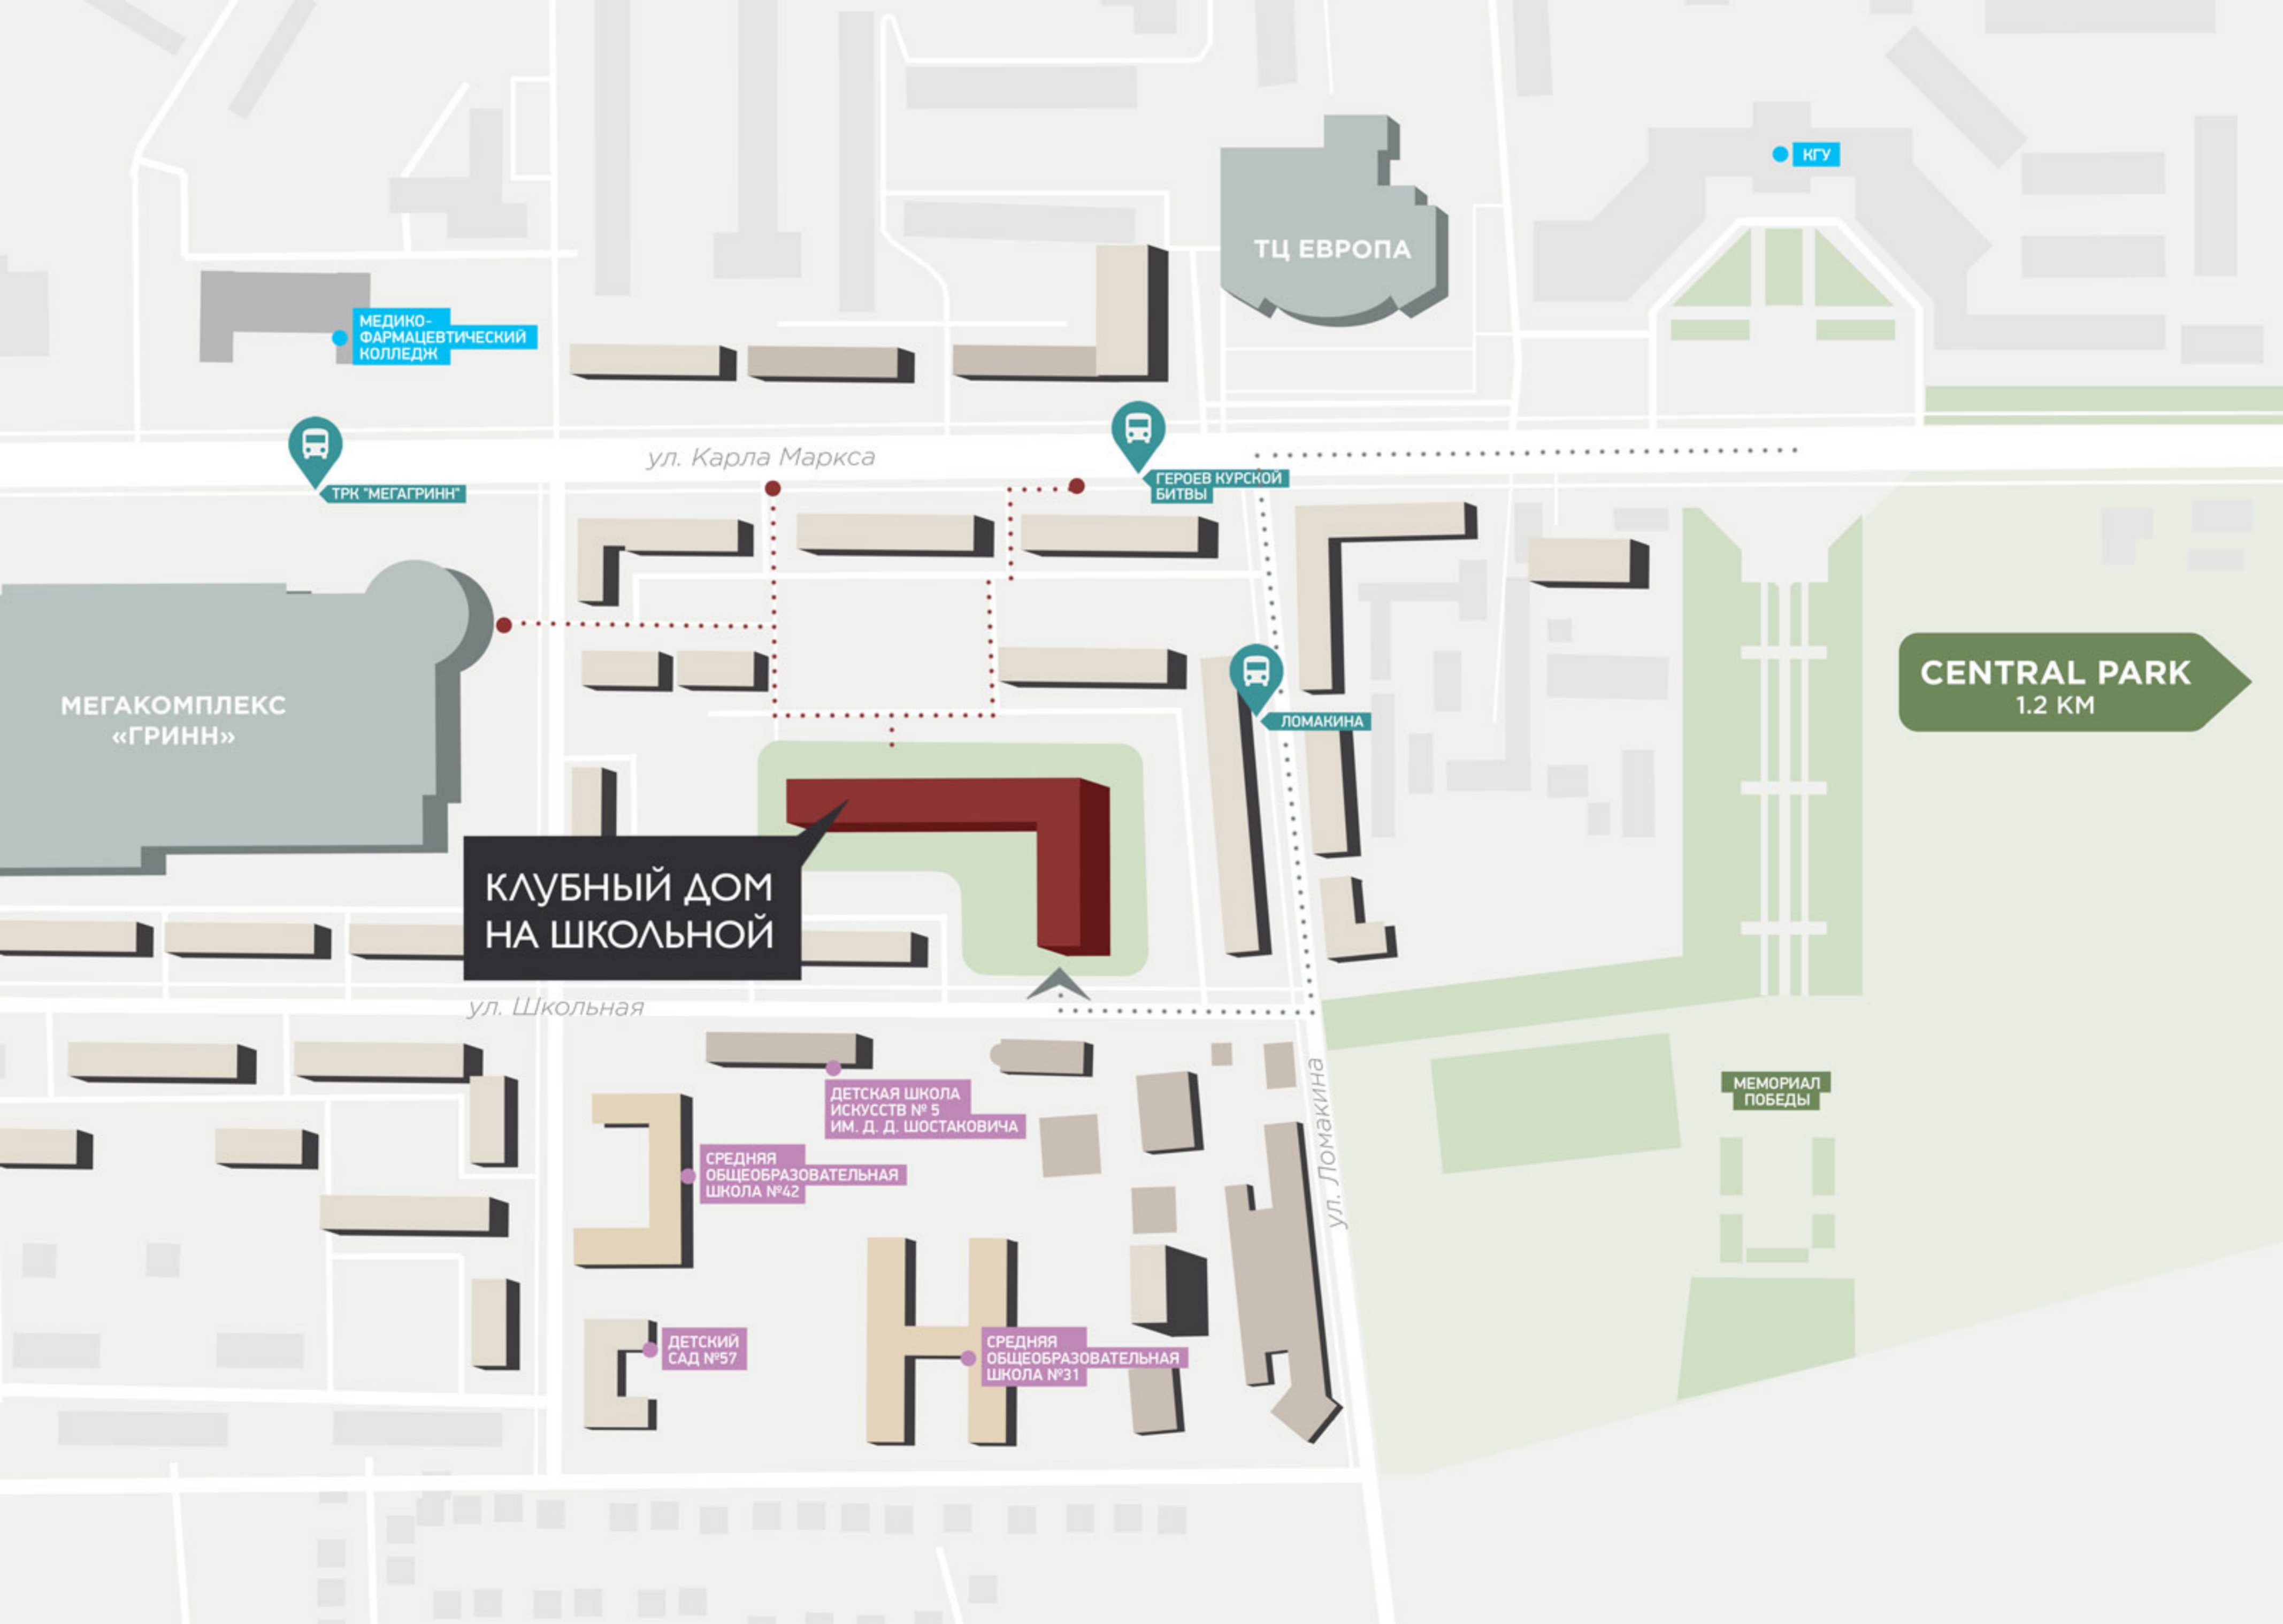 КГУ
ТЦ ЕВРОПА
МЕДИКО-
ФАРМАЦЕВТИЧЕСКИЙ
КОЛЛЕДЖ
ул. Карла Маркса
ТРК "МЕГАГРИНН"
ГЕРОЕВ КУРСКОЙ
БИТВЫ
CENTRAL PARK
1.2 KM
МЕГАКОМПЛЕКС
«ГРИНН»
ЛОМАКИНА
КЛУБНЫЙ ДОМ
НА ШКОЛЬНОЙ
ул. Школьная
ДЕТСКАЯ ШКОЛА
ИСКУССТВ № 5
ИМ. Д. Д. ШОСТАКОВИЧА
МЕМОРИАЛ
ПОБЕДЫ
ул. Ломакина
СРЕДНЯЯ
ОБЩЕОБРАЗОВАТЕЛЬНАЯ
ШКОЛА №42
ДЕТСКИЙ
САД №57
СРЕДНЯЯ
ОБЩЕОБРАЗОВАТЕЛЬНАЯ
ШКОЛА №31